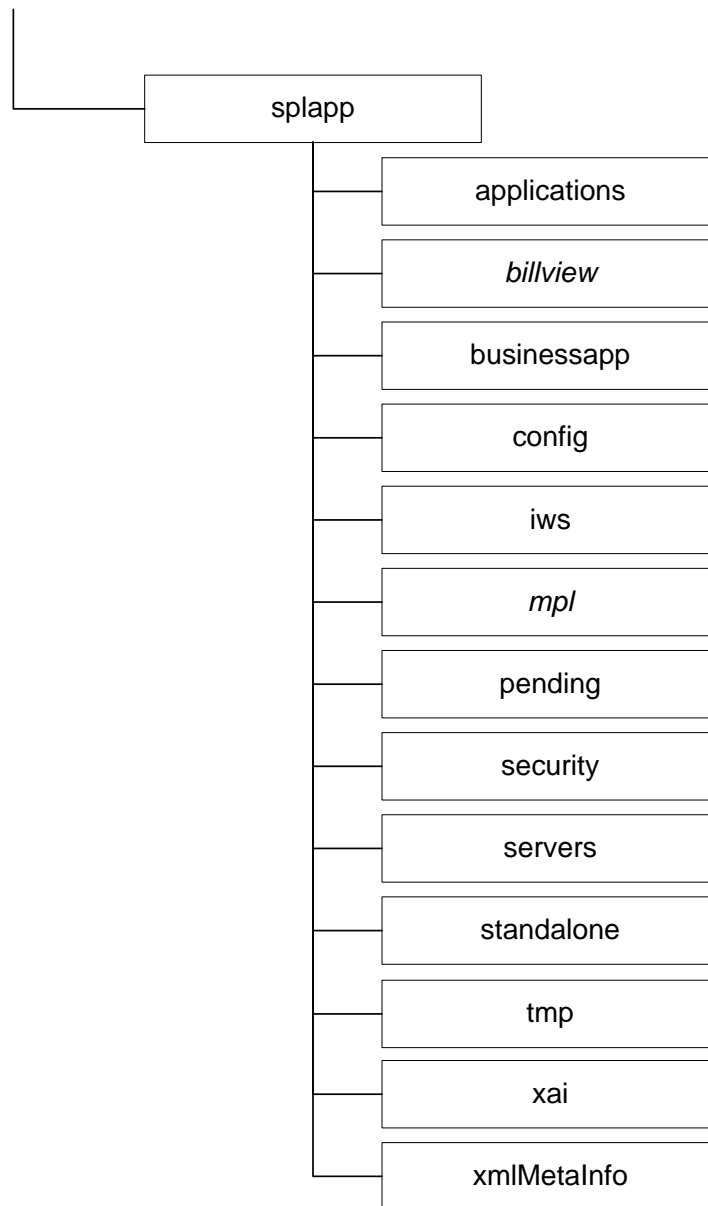 splapp
applications
billview
businessapp
config
iws
mpl
pending
security
servers
standalone
tmp
xai
xmlMetaInfo